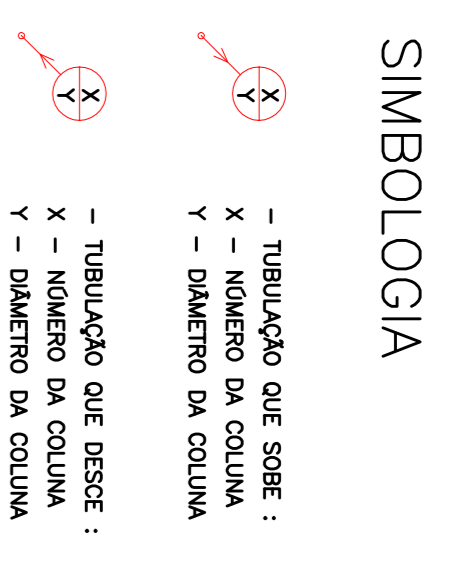 SIMBOLOGIA
X
Y
– TUBULAÇÃO QUE SOBE :
X – NÚMERO DA COLUNA
Y – DIÂMETRO DA COLUNA
X
Y
– TUBULAÇÃO QUE DESCE :
X – NÚMERO DA COLUNA
Y – DIÂMETRO DA COLUNA